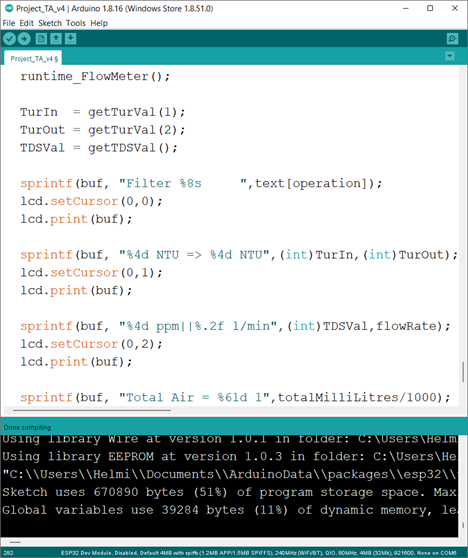 Project_TA_v4 | Arduino 1.8.16 (Windows Store 1.8.51.0)
File Edit Sketch Tools Help
Project_TA_v4 §
runtime_FlowMeter();
TurIn  = getTurVal(1);
TurOut = getTurVal(2);
TDSVal = getTDSVal();
sprintf(buf, "Filter %8s     ",text[operation]);
lcd.setCursor(0,0);
lcd.print(buf);
sprintf(buf, "%4d NTU => %4d NTU",(int)TurIn,(int)TurOut);
lcd.setCursor(0,1);
lcd.print(buf);
sprintf(buf, "%4d ppm||%.2f l/min",(int)TDSVal,flowRate);
lcd.setCursor(0,2);
lcd.print(buf);
sprintf(buf, "Total Air = %6ld l",totalMilliLitres/1000);
Done compiling.
Using library Wire at version 1.0.1 in folder: C:\Users\Helmi
Using library EEPROM at version 1.0.3 in folder: C:\Users\Hel
"C:\\Users\\Helmi\\Documents\\ArduinoData\\packages\\esp32\\
Sketch uses 670890 bytes (51%) of program storage space. Max
Global variables use 39284 bytes (11%) of dynamic memory, lea
282
ESP32 Dev Module, Disabled, Default 4MB with spiffs (1.2MB APP/1.5MB SPIFFS), 240MHz (WiFi/BT), QIO, 80MHz, 4MB (32Mb), 921600, None on COM6